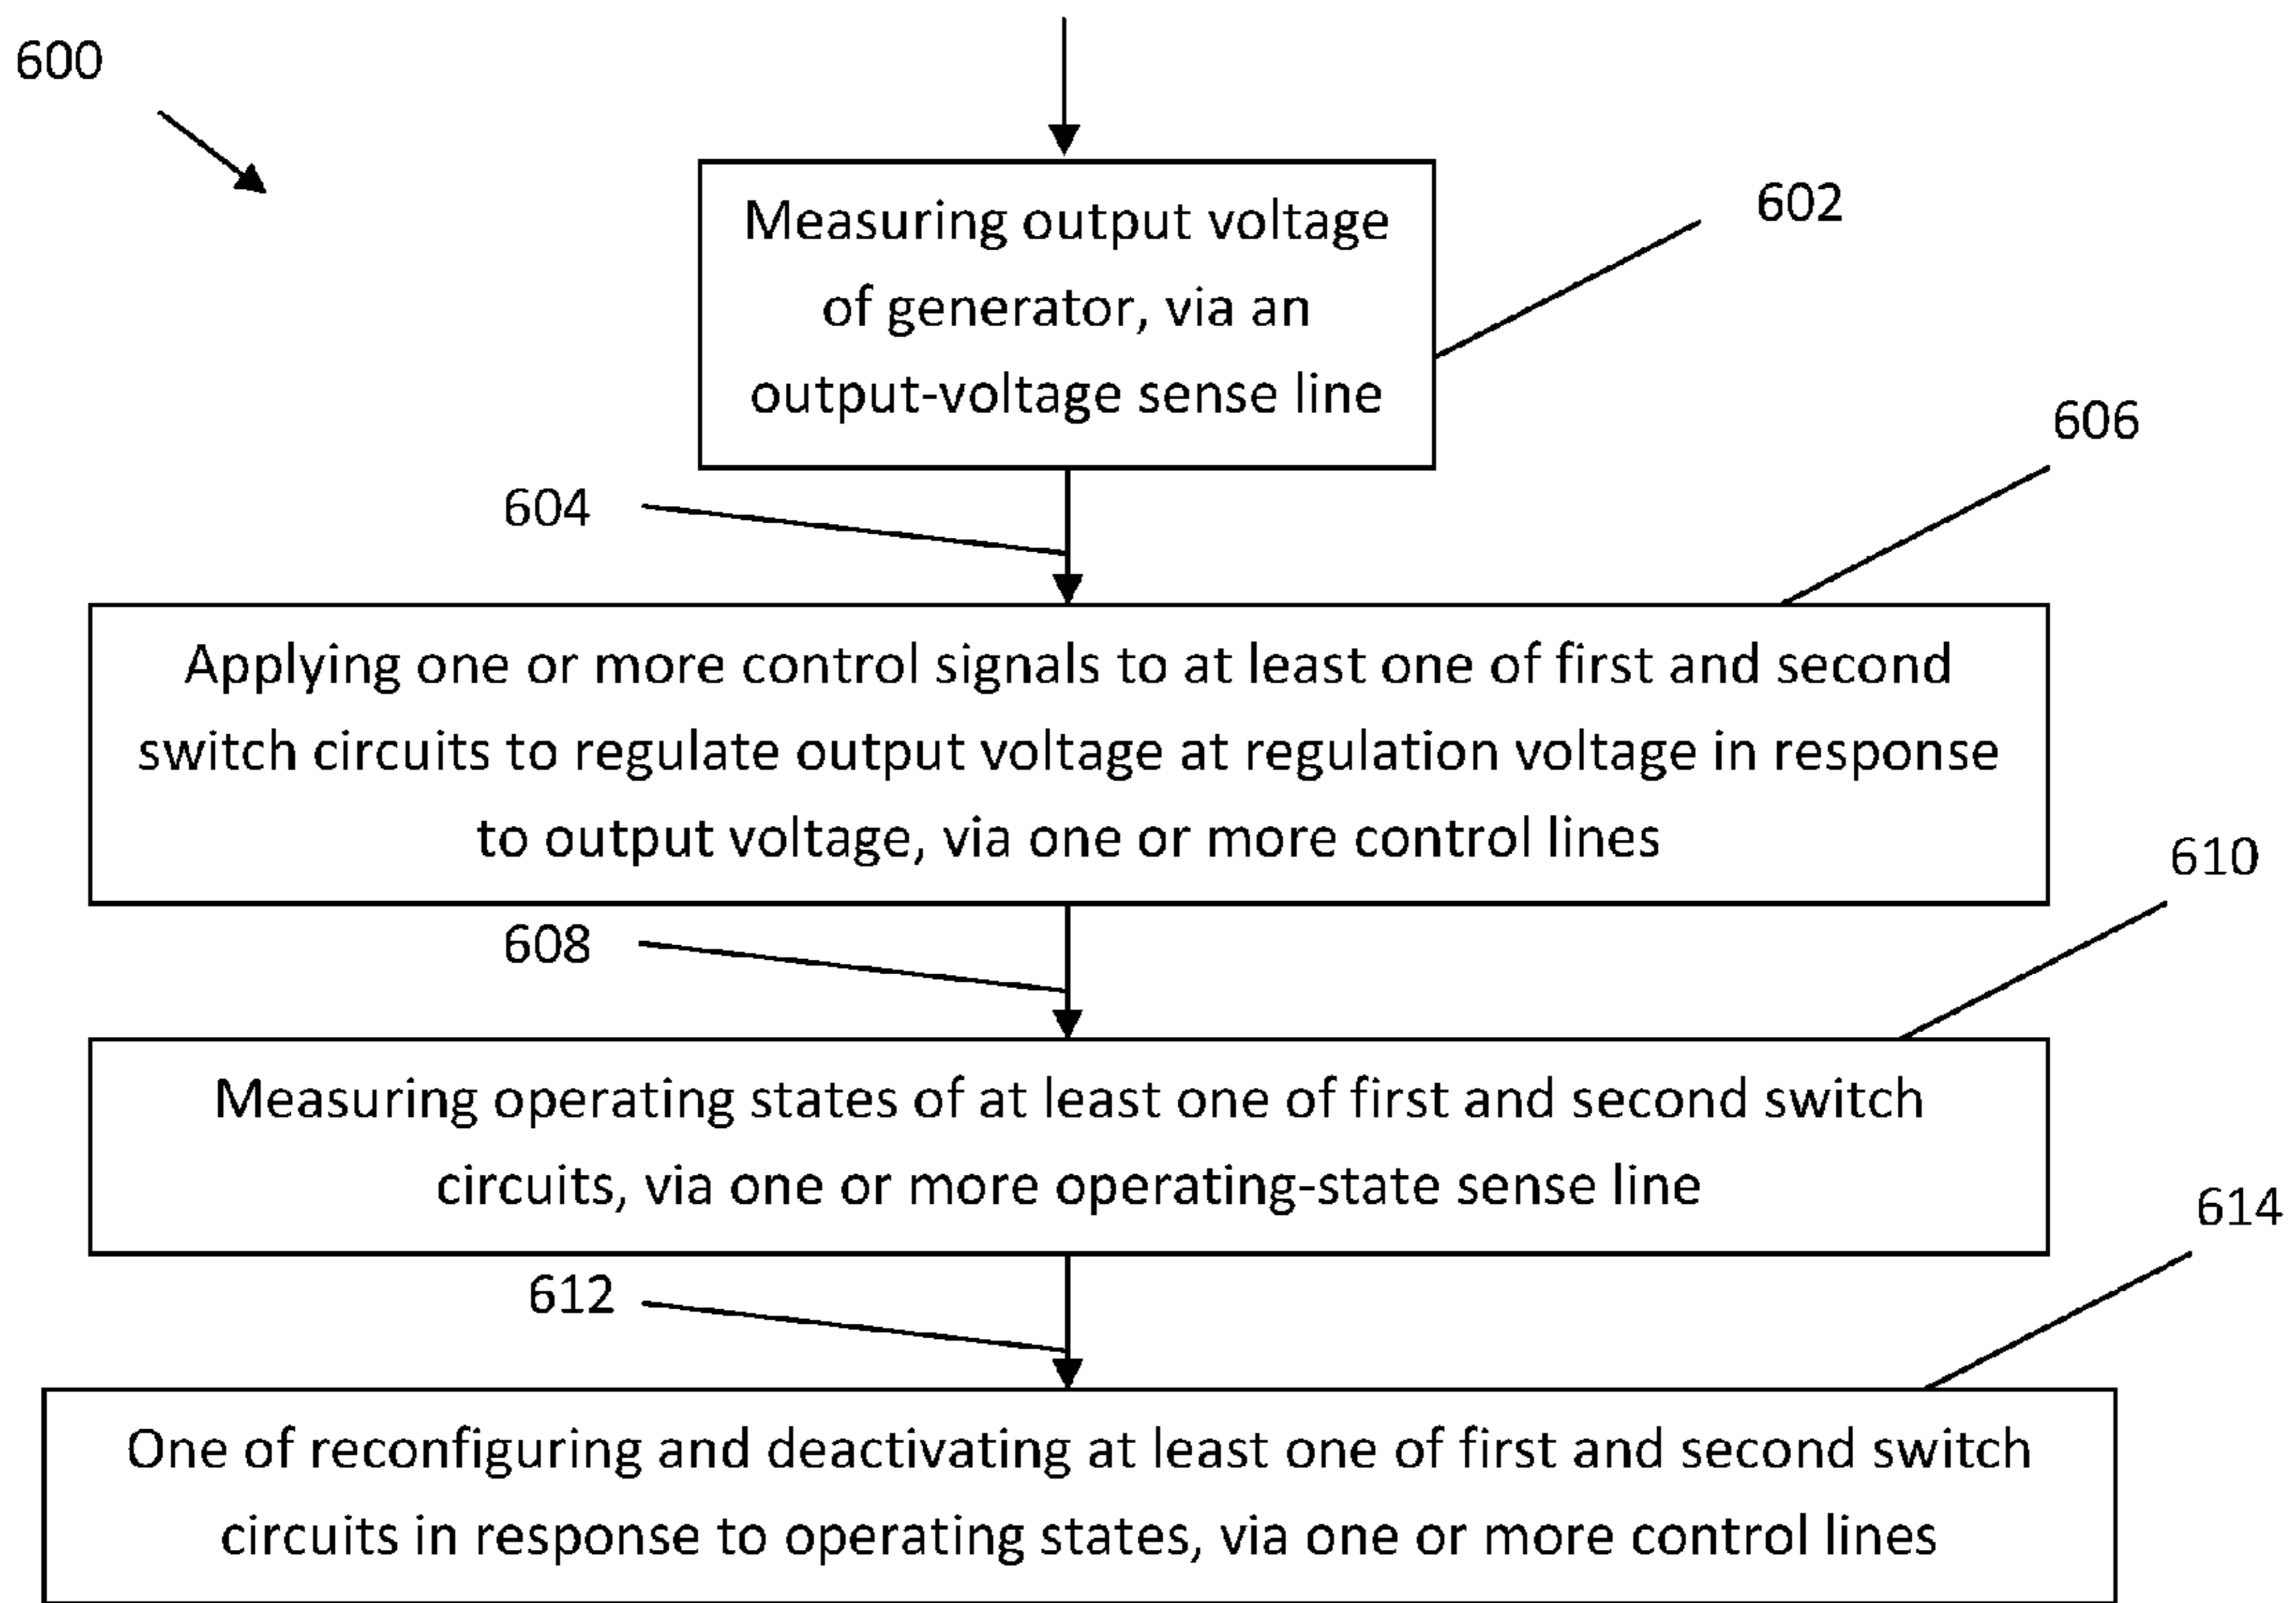 600
Measuring output voltage
of generator, via an
output-voltage sense line
602
604
606
Applying one or more control signals to at least one of first and second
switch circuits to regulate output voltage at regulation voltage in response
to output voltage, via one or more control lines
608
610
Measuring operating states of at least one of first and second switch
circuits, via one or more operating-state sense line
612
614
One of reconfiguring and deactivating at least one of first and second switch
circuits in response to operating states, via one or more control lines